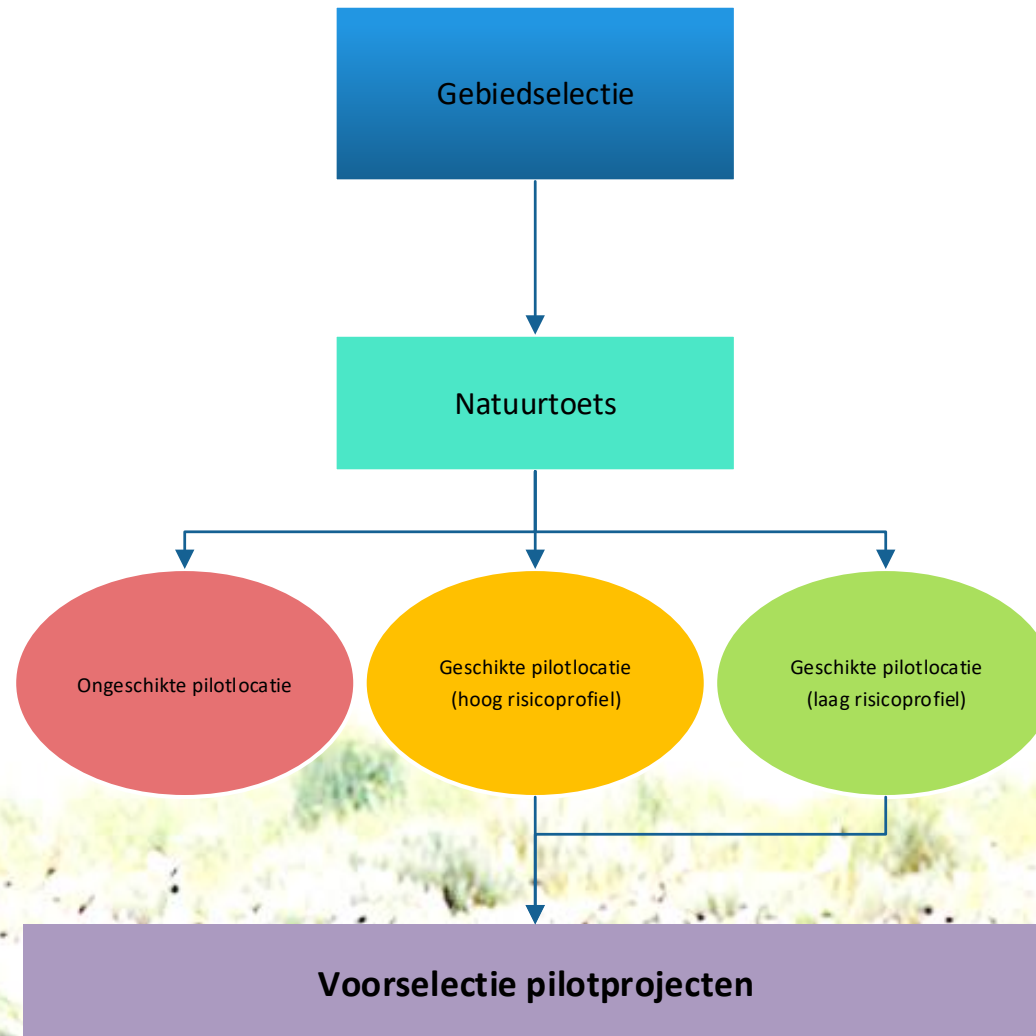 Gebiedselectie
Natuurtoets
Ongeschikte pilotlocatie
Geschikte pilotlocatie
(hoog risicoprofiel)
Geschikte pilotlocatie
(laag risicoprofiel)
Voorselectie pilotprojecten